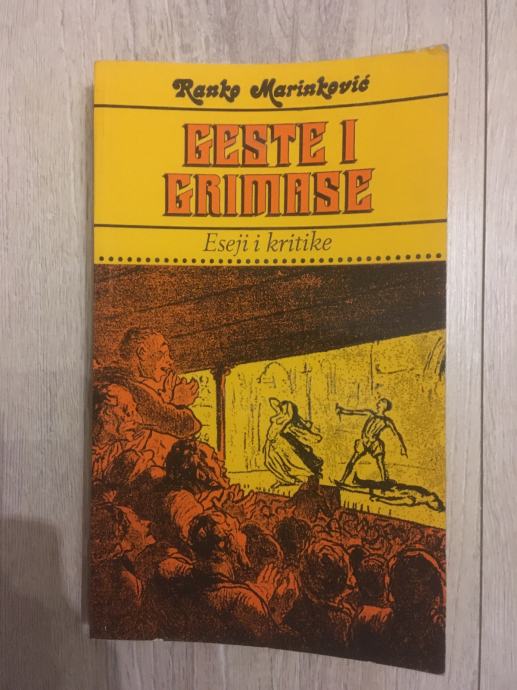 Ranko Marinković
GESTE I
GRIMASE
Eseji i kritike